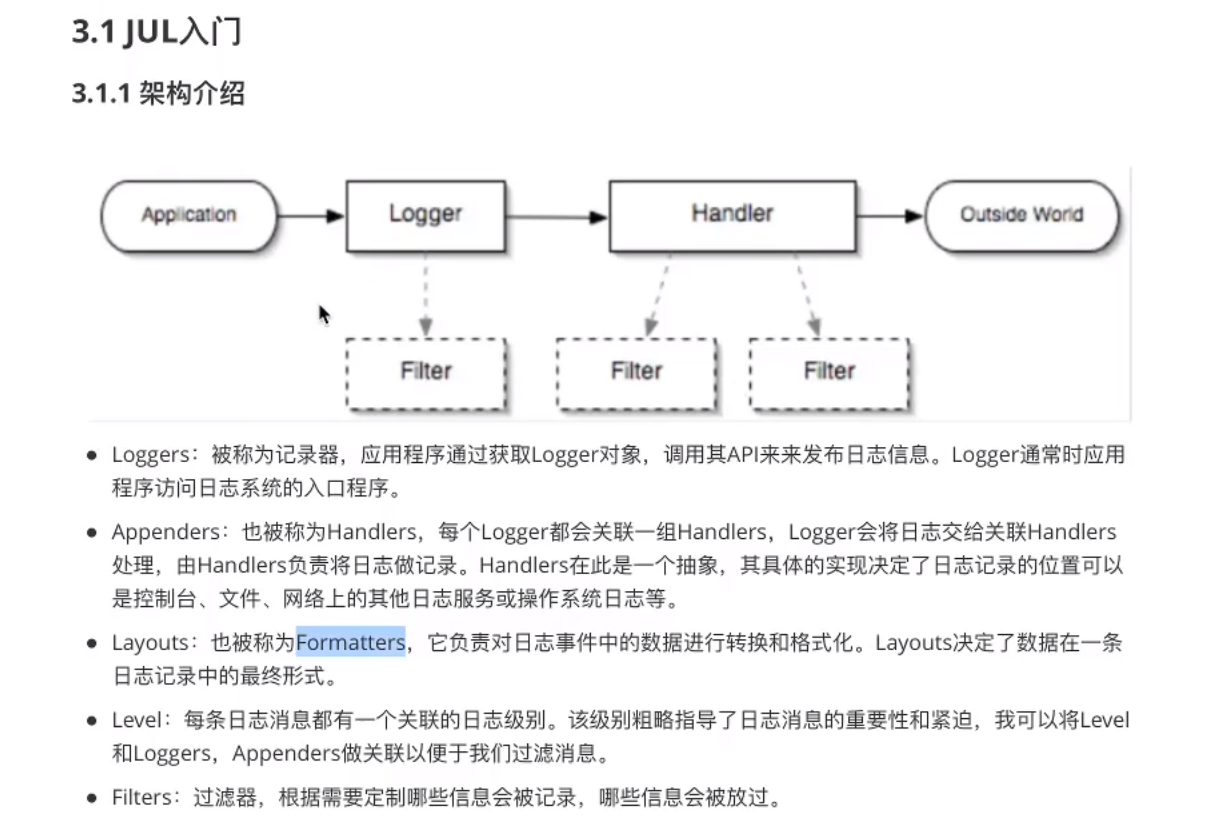 3.1 JUL入门
3.1.1 架构介绍
Application
Logger
Handler
Outside World
Filter
Filter
Filter
Loggers：被称为记录器，应用程序通过获取Logger对象，调用其API来来发布日志信息。Logger通常时应用
程序访问日志系统的入口程序。
Appenders：也被称为Handlers，每个Logger都会关联一组Handlers，Logger会将日志交给关联Handlers
处理，由Handlers负责将日志做记录。Handlers在此是一个抽象，其具体的实现决定了日志记录的位置可以
是控制台、文件、网络上的其他日志服务或操作系统日志等。
Layouts：也被称为Formatters，它负责对日志事件中的数据进行转换和格式化。Layouts决定了数据在一条
日志记录中的最终形式。
Level：每条日志消息都有一个关联的日志级别。该级别粗略指导了日志消息的重要性和紧迫，我可以将Level
和Loggers，Appenders做关联以便于我们过滤消息。
Filters：过滤器，根据需要定制哪些信息会被记录，哪些信息会被放过。